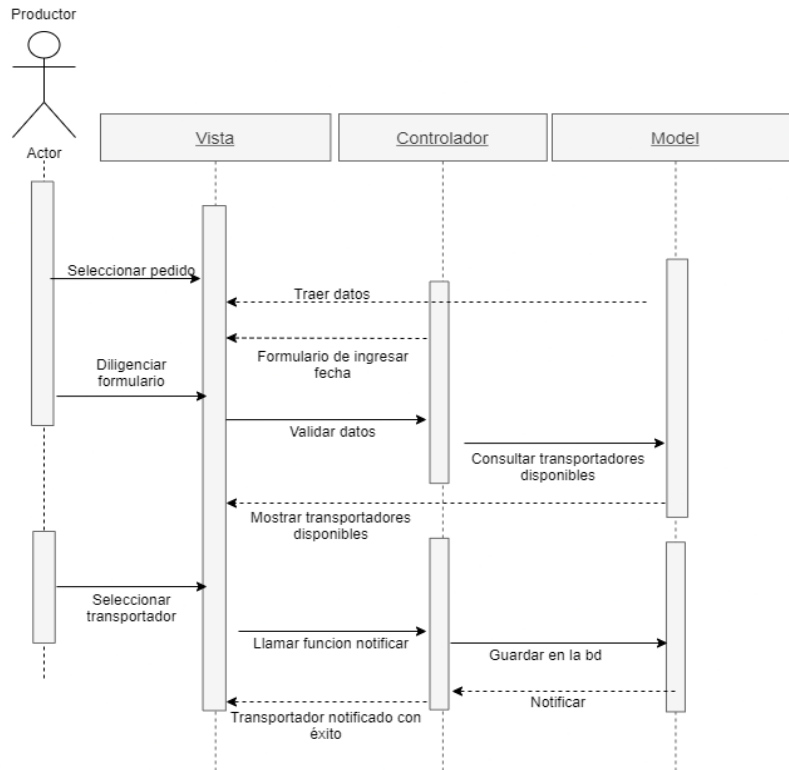 Productor
Actor
Vista
Controlador
Model
Seleccionar pedido
Traer datos
Formulario de ingresar
fecha
Diligenciar
formulario
Validar datos
Consultar transportadores
disponibles
Mostrar transportadores
disponibles
Seleccionar
transportador
Llamar funcion notificar
Guardar en la bd
Notificar
Transportador notificado con
éxito